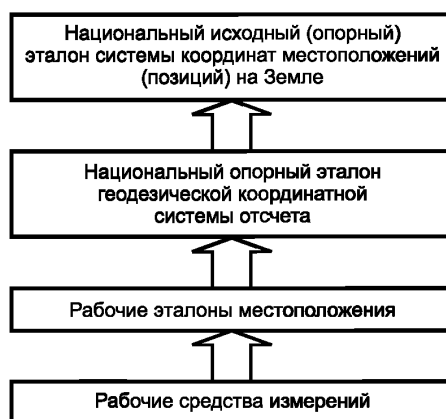 Национальный исходный (опорный)
эталон системы координат местоположений
(позиций) на Земле
Национальный опорный эталон
геодезической координатной
системы отсчета
Рабочие эталоны местоположения
Рабочие средства измерений